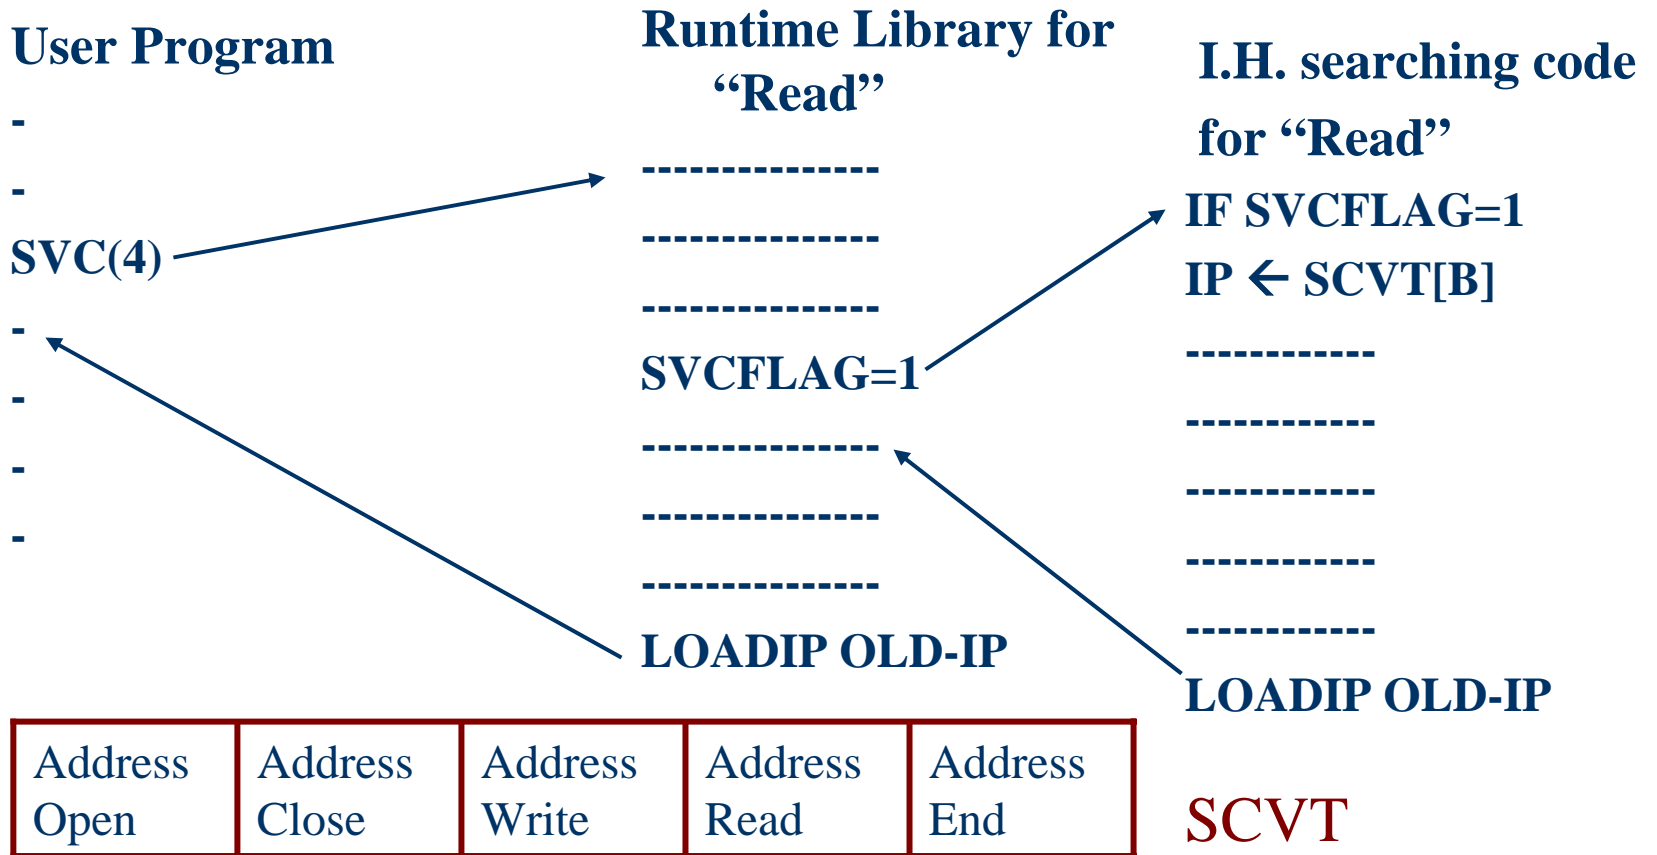 User Program
-
-
SVC(4)
-
-
-
-
Runtime Library for
“Read”
---------------
---------------
---------------
SVCFLAG=1
---------------
---------------
---------------
LOADIP OLD-IP
I.H. searching code
for “Read”
IF SVCFLAG=1
IP ← SCVT[B]
------------
------------
------------
------------
------------
LOADIP OLD-IP
Address Open
Address Close
Address Write
Address Read
Address End
SCVT